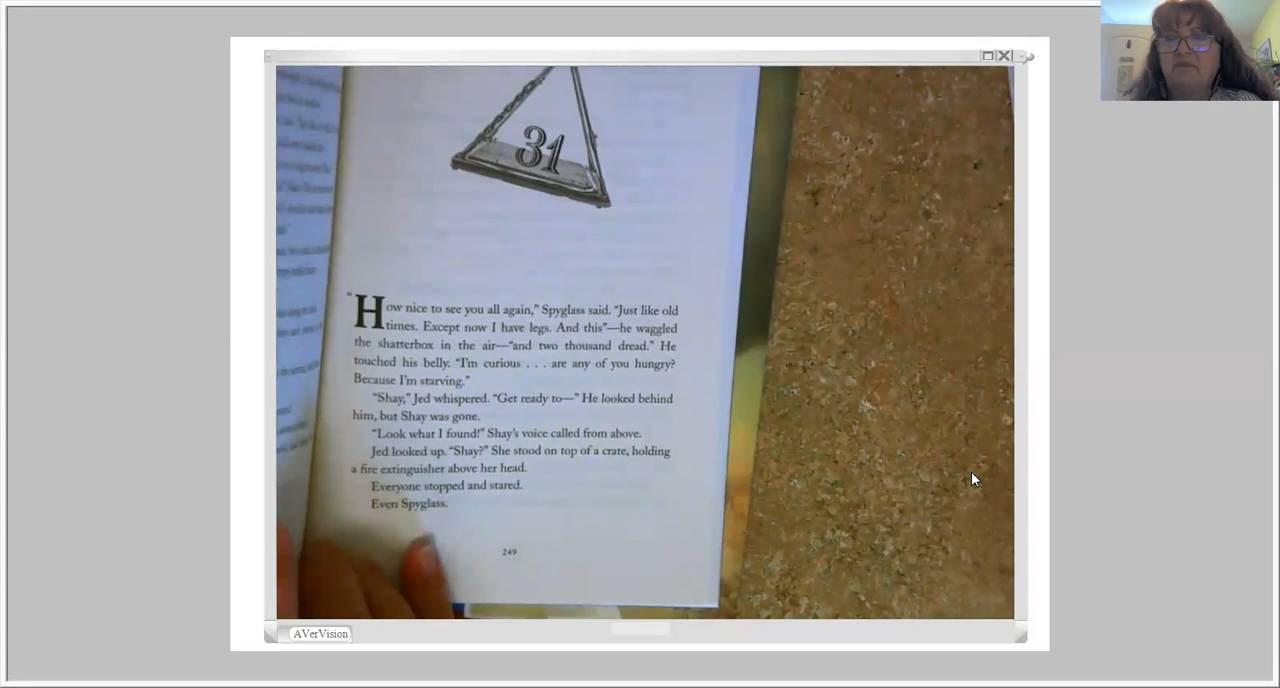 31
"How nice to see you all again," Spyglass said. "Just like old
times. Except now I have legs. And this"—he waggled
the shatterbox in the air—"and two thousand dread." He
touched his belly. "I'm curious . . . are any of you hungry?
Because I'm starving."
"Shay," Jed whispered. "Get ready to—" He looked behind
him, but Shay was gone.
"Look what I found!" Shay's voice called from above.
Jed looked up. "Shay?" She stood on top of a crate, holding
a fire extinguisher above her head.
Everyone stopped and stared.
Even Spyglass.
249
AVerVision